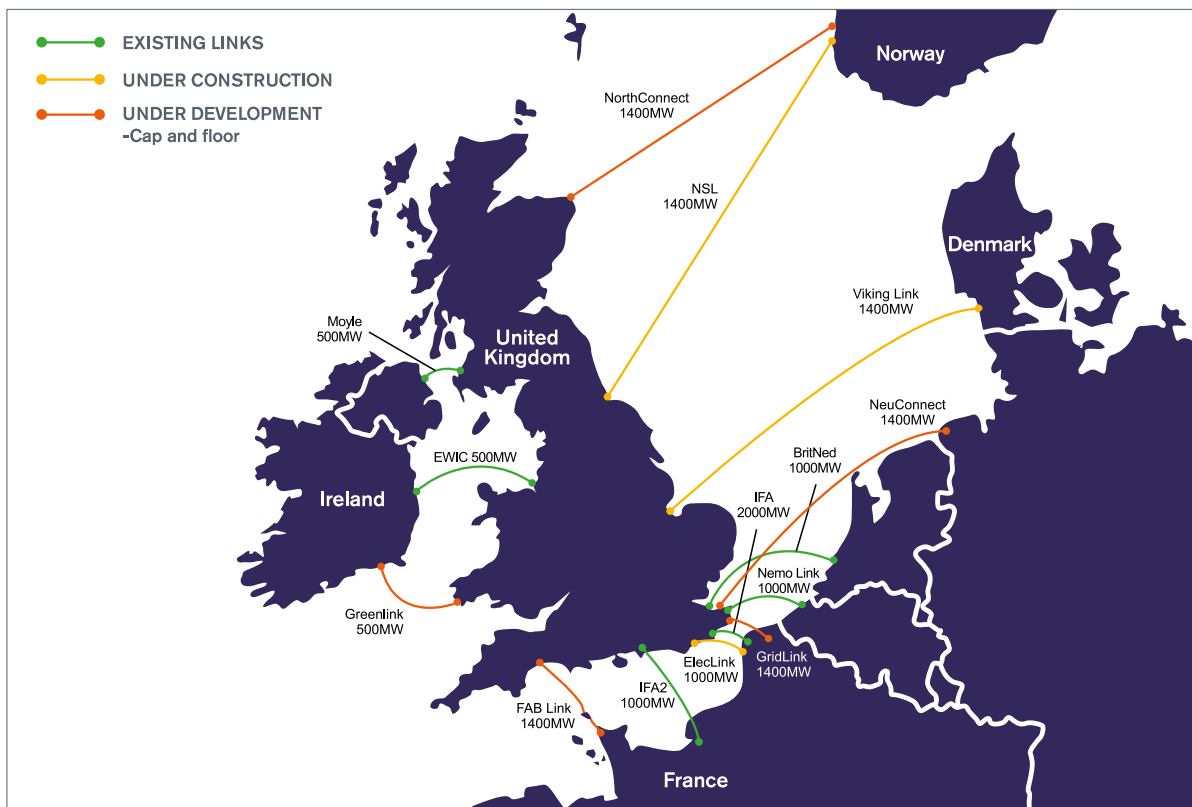 EXISTING LINKS
UNDER CONSTRUCTION
UNDER DEVELOPMENT
-Cap and floor
Norway
NorthConnect
1400MW
NSL
1400MW
Denmark
Viking Link
1400MW
Moyle
500MW
United
Kingdom
NeuConnect
1400MW
BritNed
1000MW
EWIC 500MW
IFA
2000MW
Ireland
Nemo Link
1000MW
Greenlink
500MW
ElecLink
1000MW
GridLink
1400MW
IFA2
1000MW
FAB Link
1400MW
France